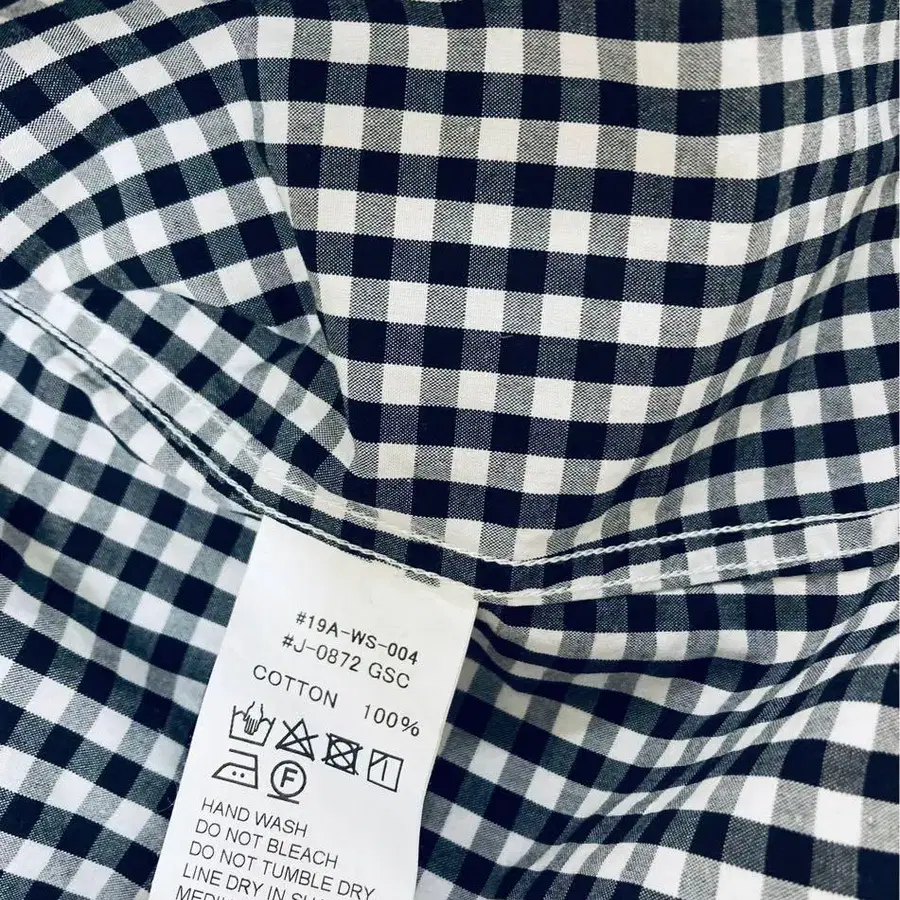 #19A-WS-004
#J-0872 GSC
COTTON 100%
F
HAND WASH
DO NOT BLEACH
DO NOT TUMBLE DRY
LINE DRY IN